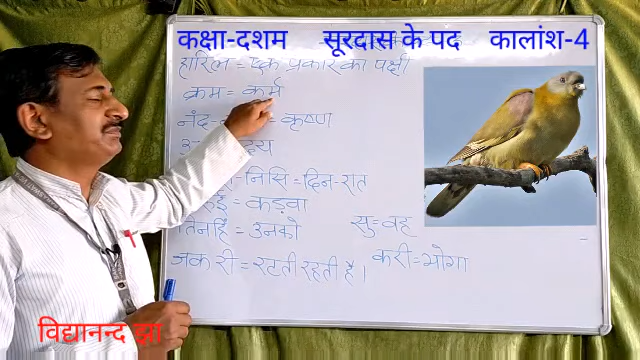 कक्षा-दशम सूरदास के पद कालांश-4
हारिल = एक प्रकार का पक्षी
क्रम = कर्म
नंद- = कृष्ण
-निसि = दिन-रात
= कड़वा
तिनहिं = उनको सु = वह
जक री = रटती रहती है। करी = भोगा
विद्यानन्द झा